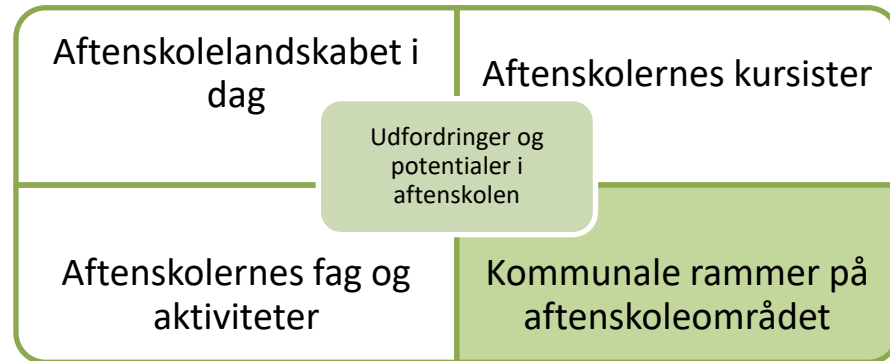 Aftenskolelandskabet i
dag
Aftenskolernes kursister
Udfordringer og
potentialer i
aftenskolen
Aftenskolernes fag og
aktiviteter
Kommunale rammer på
aftenskoleområdet